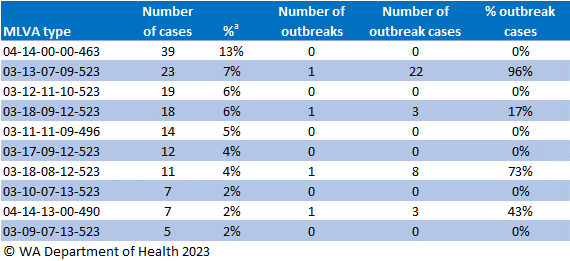 MLVA type Number of cases %a Number of outbreaks Number of outbreak cases % outbreak cases
04-14-00-00-463 39 13% 0 0 0%
03-13-07-09-523 23 7% 1 22 96%
03-12-11-10-523 19 6% 0 0 0%
03-18-09-12-523 18 6% 1 3 17%
03-11-11-09-496 14 5% 0 0 0%
03-17-09-12-523 12 4% 0 0 0%
03-18-08-12-523 11 4% 1 8 73%
03-10-07-13-523 7 2% 0 0 0%
04-14-13-00-490 7 2% 1 3 43%
03-09-07-13-523 5 2% 0 0 0%
© WA Department of Health 2023